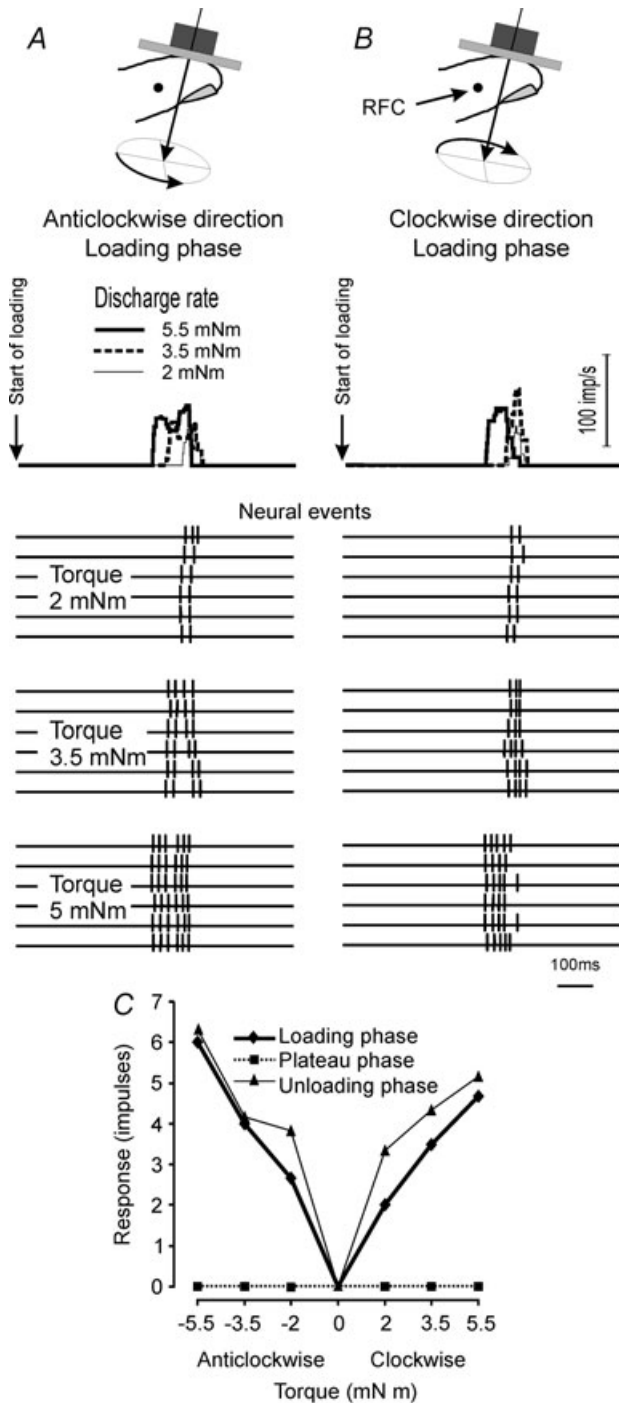 A
B
RFC
Anticlockwise direction
Loading phase
Clockwise direction
Loading phase
Start of loading
Discharge rate
5.5 mNm
3.5 mNm
2 mNm
Start of loading
100 imp/s
Neural events
Torque
2 mNm
Torque
3.5 mNm
Torque
5 mNm
100ms
C
7
6
5
4
3
2
1
0
Response (impulses)
Loading phase
Plateau phase
Unloading phase
-5.5 -3.5 -2 0 2 3.5 5.5
Anticlockwise Clockwise
Torque (mN m)